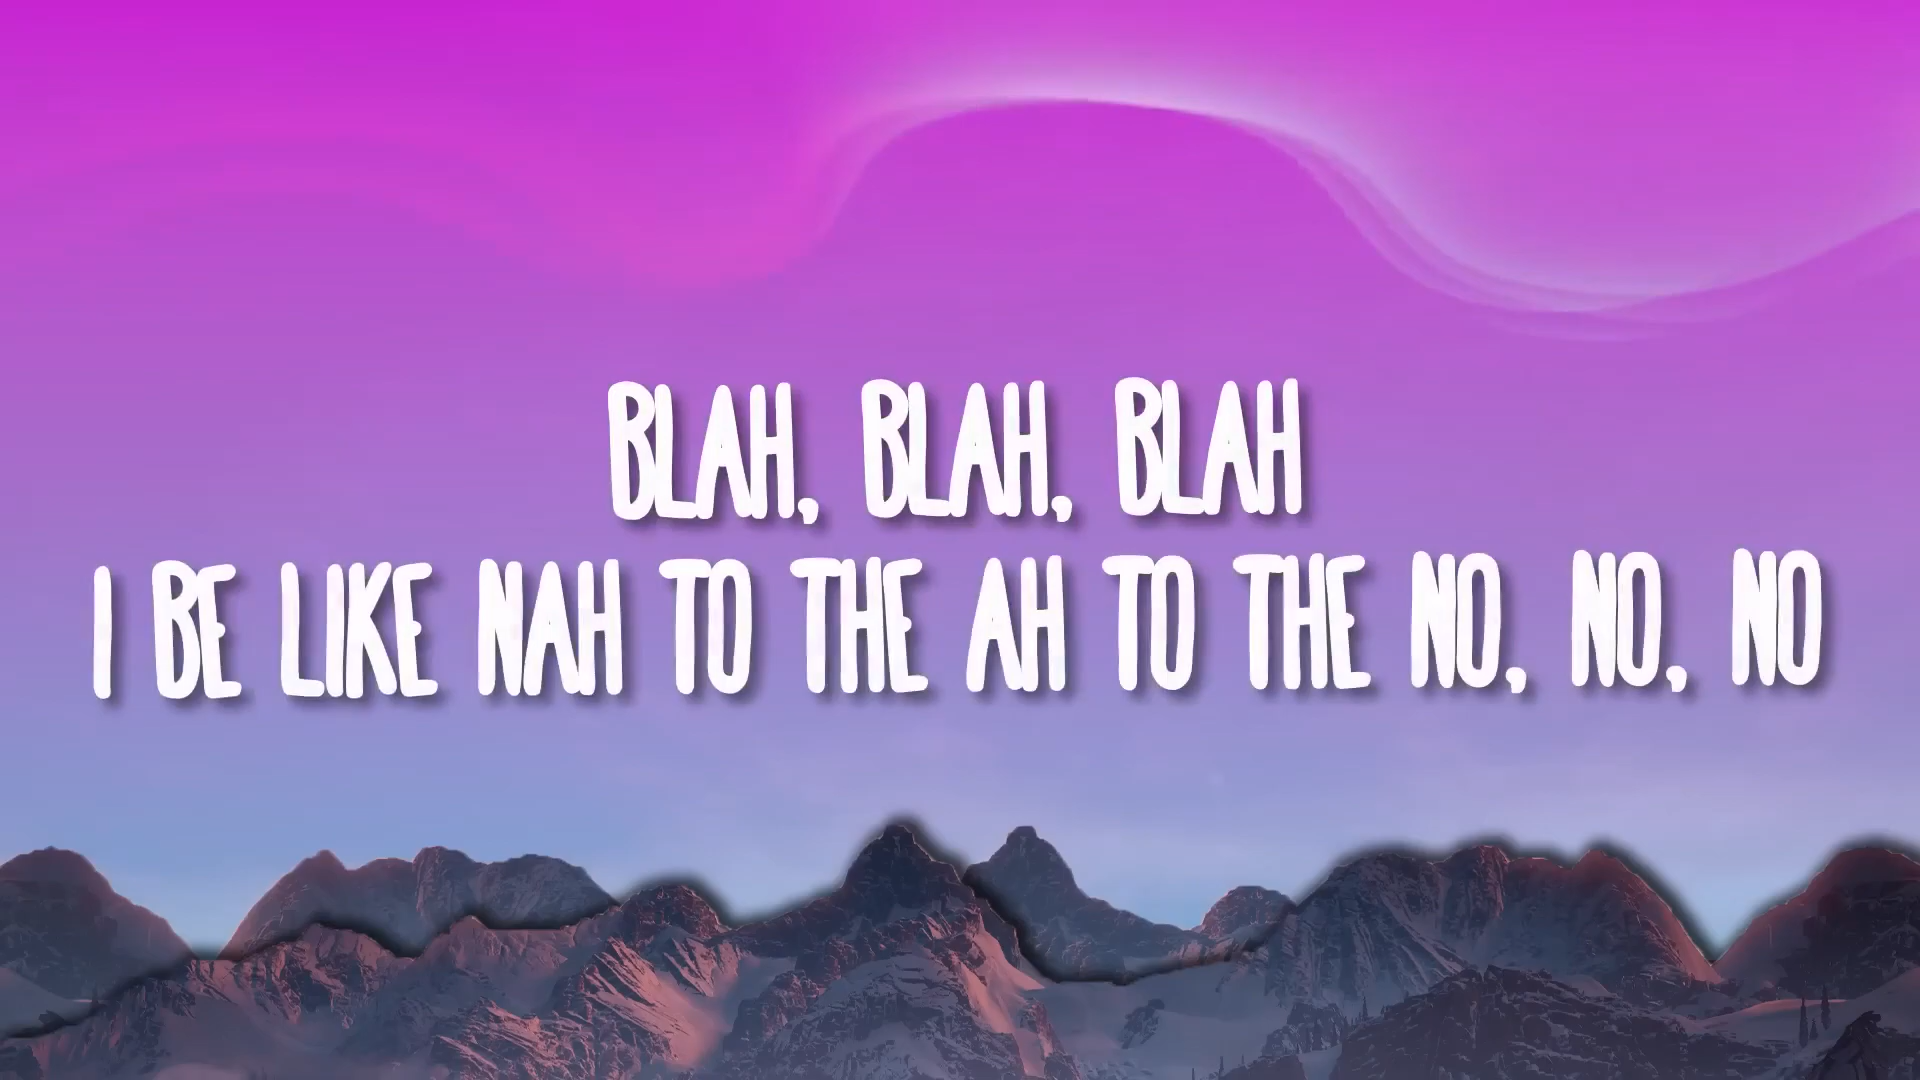 BLAH, BLAH, BLAH
I BE LIKE NAH TO THE AH TO THE NO, NO, NO